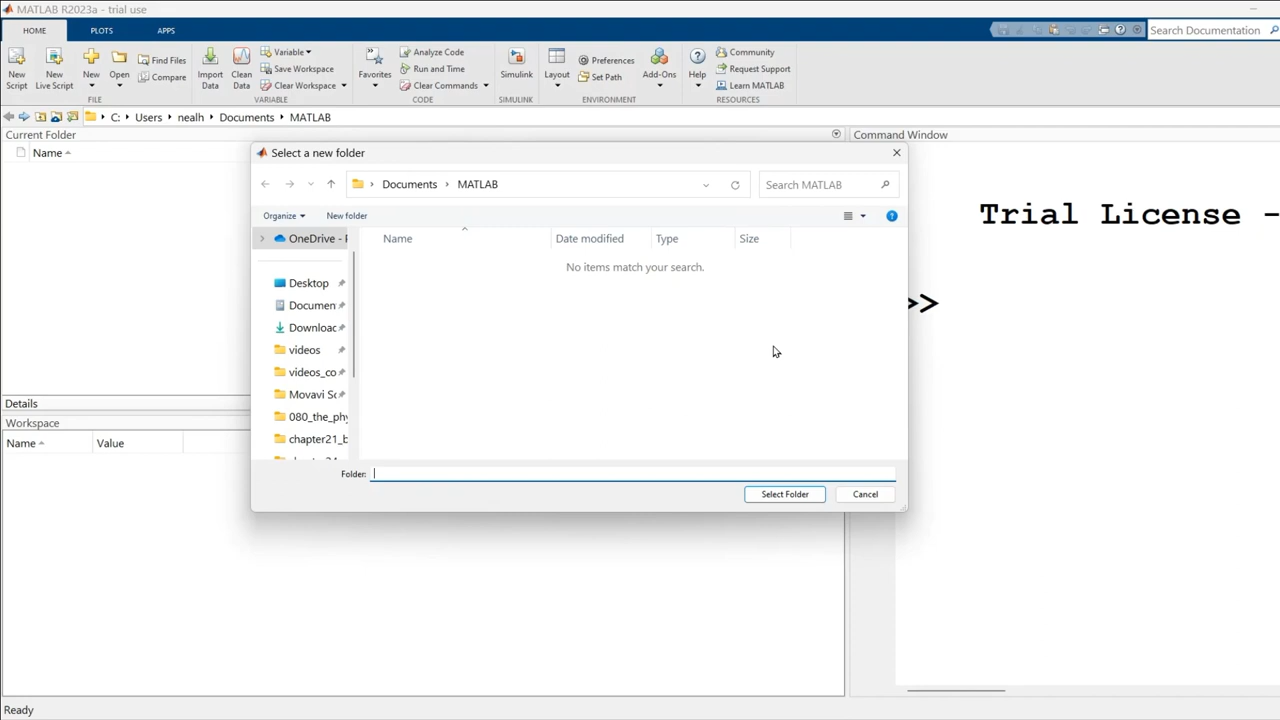 MATLAB R2023a - trial use
HOME PLOTS APPS
Search Documentation
New Script
New Live Script
New
Open
Find Files
Compare
FILE
Import Data
Clean Data
Variable
Save Workspace
Clear Workspace
VARIABLE
Favorites
Analyze Code
Run and Time
Clear Commands
CODE
Simulink
SIMULINK
Layout
Preferences
Set Path
Add-Ons
ENVIRONMENT
Help
Community
Request Support
Learn MATLAB
RESOURCES
C: Users nealh Documents MATLAB
Current Folder
Name
Command Window
Trial License -
>>
Select a new folder
Documents MATLAB
Search MATLAB
Organize New folder
OneDrive -
Name Date modified Type Size
No items match your search.
Desktop
Documen
Downloac
videos
videos_co
Movavi Sc
080_the_phy
chapter21_b
Folder:
Select Folder Cancel
Details
Workspace
Name Value
Ready